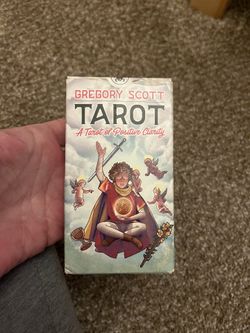 GREGORY SCOTT
TAROT
A Tarot of Positive Clarity